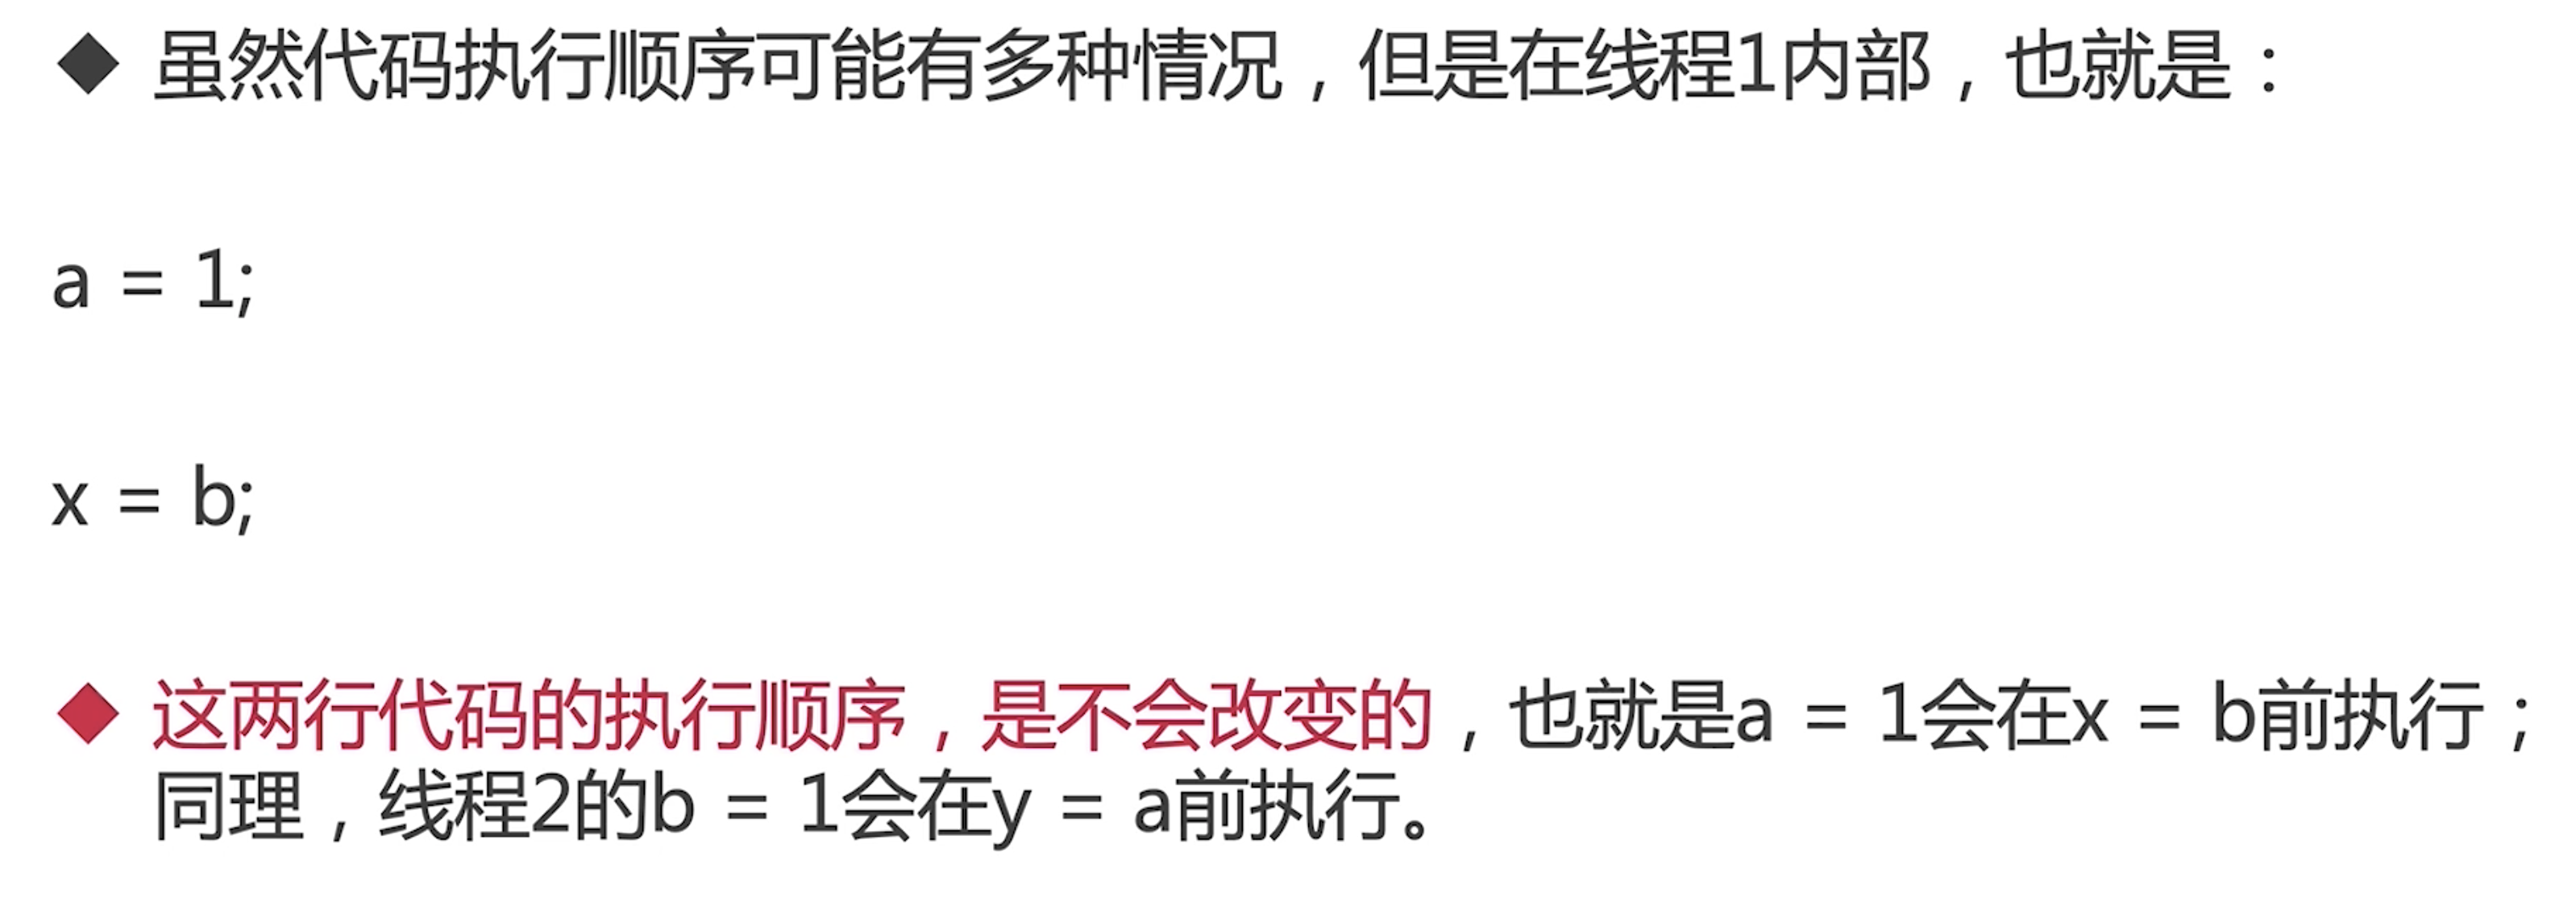 ◆ 虽然代码执行顺序可能有多种情况，但是在线程1内部，也就是：
a = 1;
x = b;
◆ 这两行代码的执行顺序，是不会改变的，也就是a = 1会在x = b前执行；
同理，线程2的b = 1会在y = a前执行。